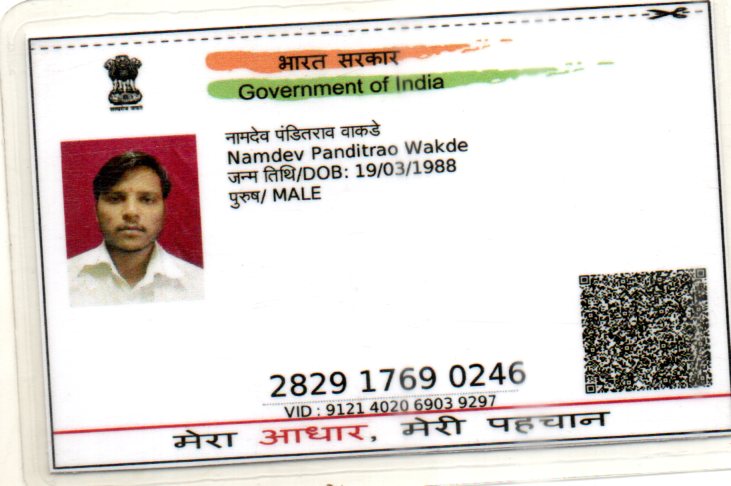 भारत सरकार
Government of India
नामदेव पंडितराव वाकडे
Namdev Panditrao Wakde
जन्म तिथि/DOB: 19/03/1988
पुरुष/ MALE
2829 1769 0246
VID : 9121 4020 6903 9297
मेरा आधार, मेरी पहचान